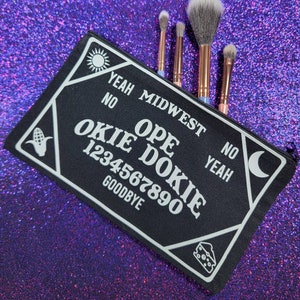 YEAH MIDWEST NO
NO OPE YEAH
OKIE DOKIE
1234567890
GOODBYE